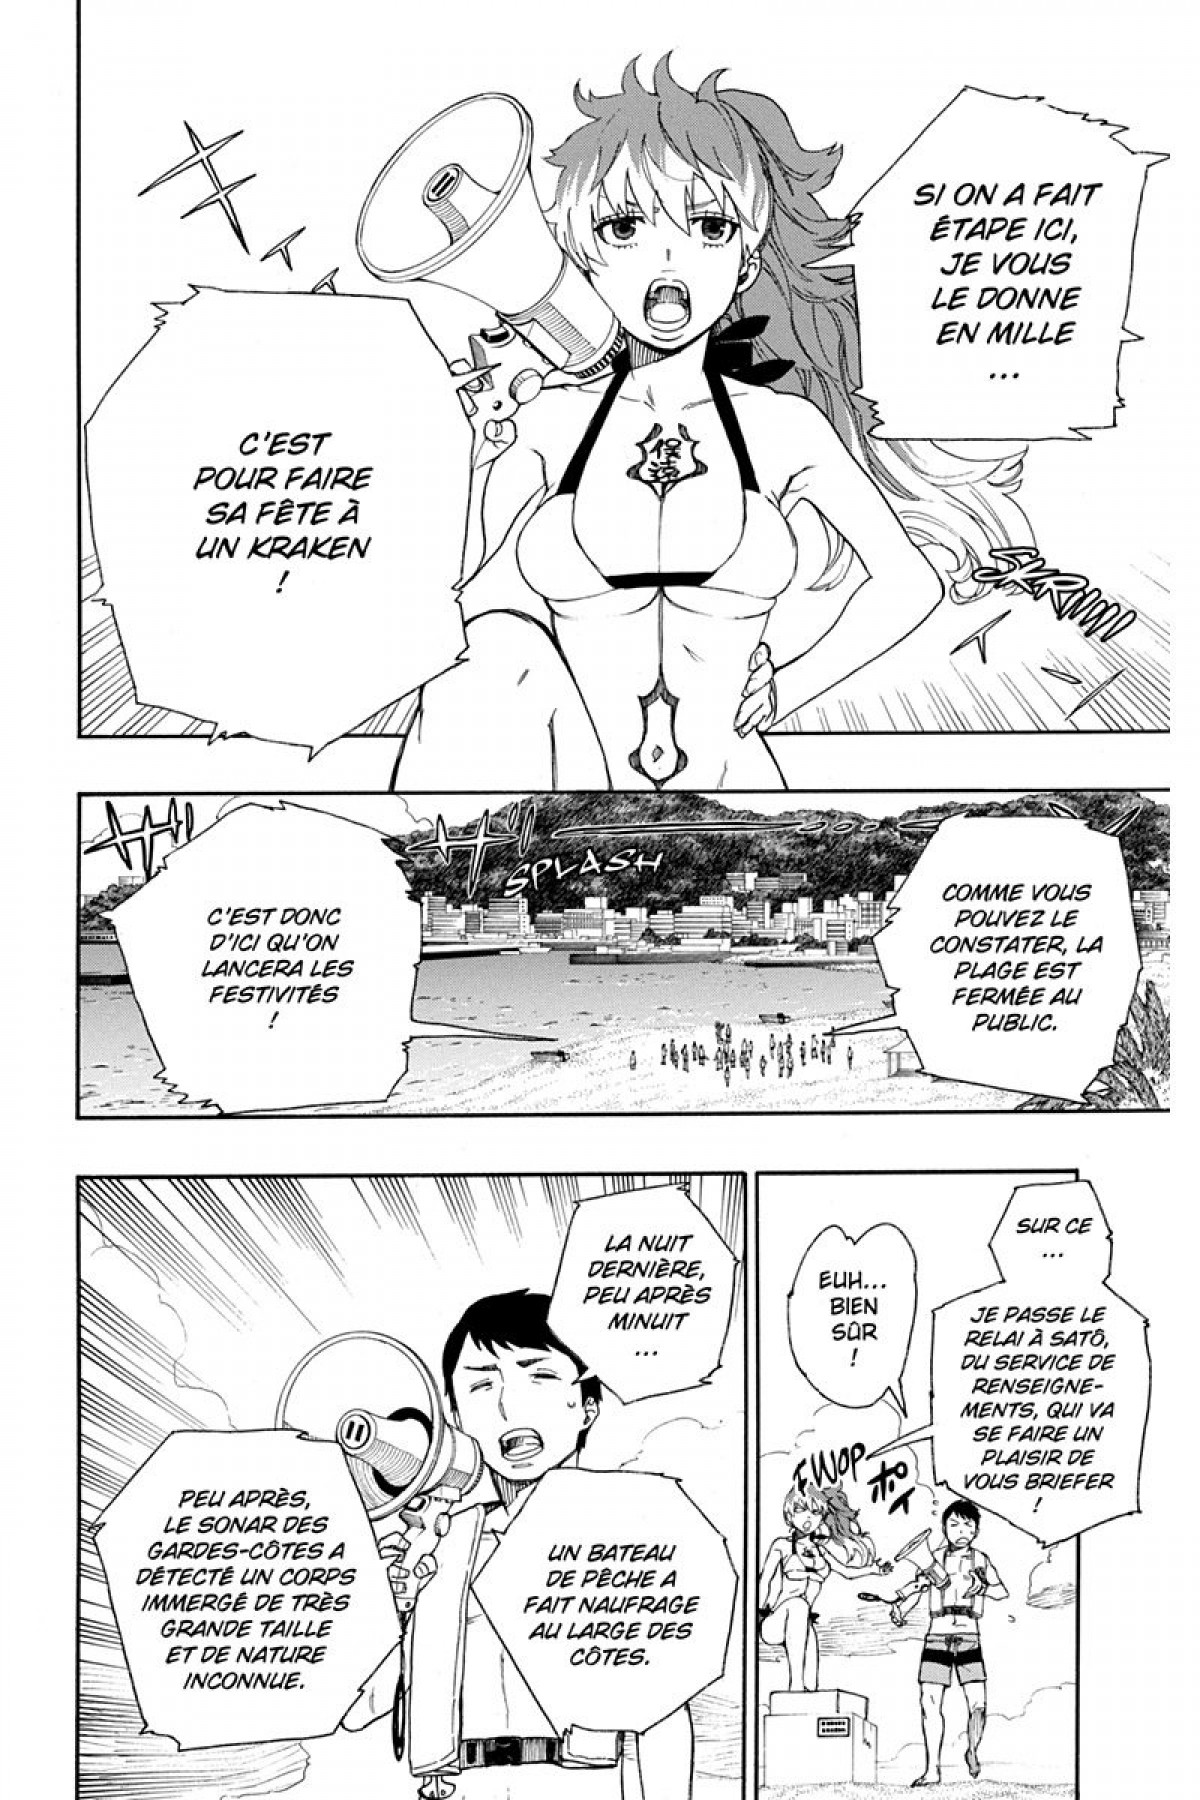 SI ON A FAIT
ÉTAPE ICI,
JE VOUS
LE DONNE
EN MILLE
...
C'EST
POUR FAIRE
SA FÊTE À
UN KRAKEN
!
SKRIIII
COMME VOUS
POUVEZ LE
CONSTATER, LA
PLAGE EST
FERMÉE AU
PUBLIC.
SPLASH
C'EST DONC
D'ICI QU'ON
LANCERA LES
FESTIVITÉS
!
SUR CE
...
JE PASSE LE
RELAI À SATÔ,
DU SERVICE DE
RENSEIGNE-
MENTS, QUI VA
SE FAIRE UN
PLAISIR DE
VOUS BRIEFER
!
EUH...
BIEN
SÛR
!
FWOP
ポイ
LA NUIT
DERNIÈRE,
PEU APRÈS
MINUIT
...
UN BATEAU
DE PÊCHE A
FAIT NAUFRAGE
AU LARGE DES
CÔTES.
PEU APRÈS,
LE SONAR DES
GARDES-CÔTES A
DÉTECTÉ UN CORPS
IMMERGÉ DE TRÈS
GRANDE TAILLE
ET DE NATURE
INCONNUE.